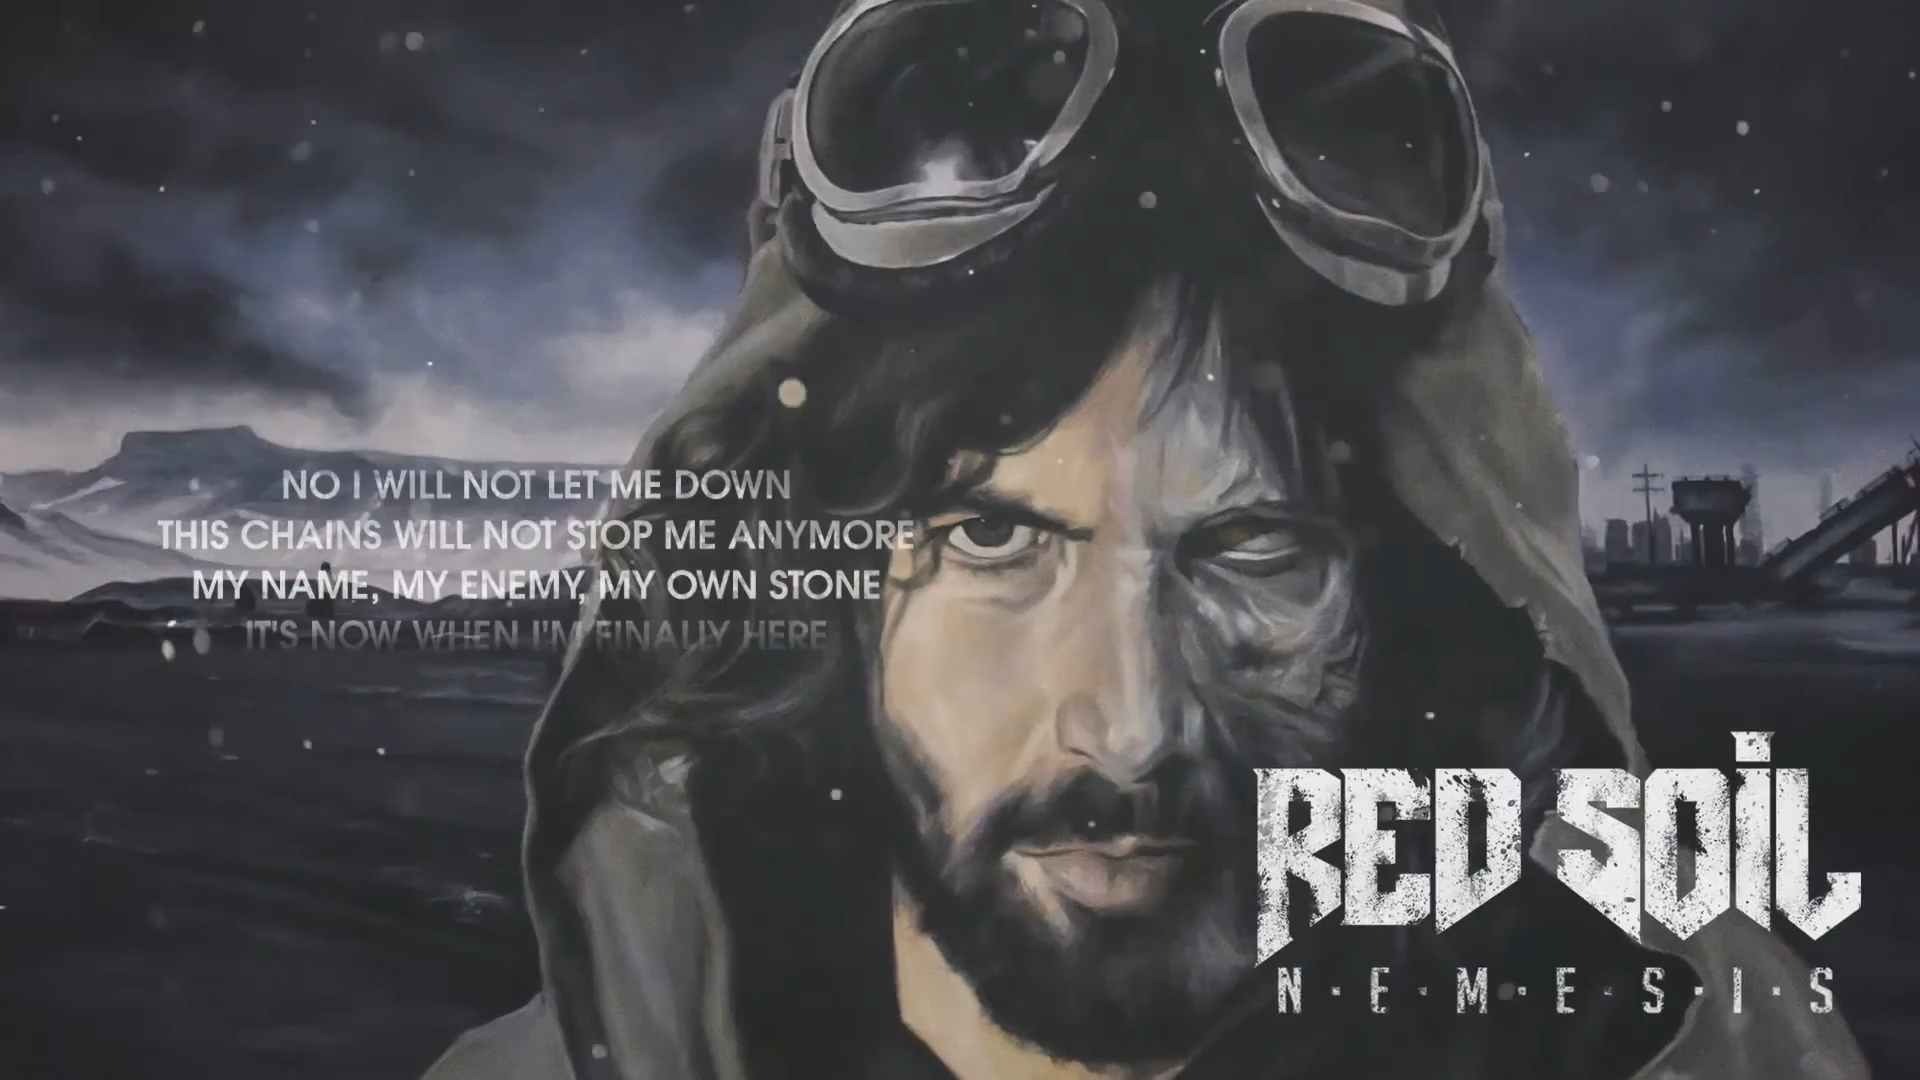 NO I WILL NOT LET ME DOWN
THIS CHAINS WILL NOT STOP ME ANYMORE
MY NAME, MY ENEMY, MY OWN STONE
IT'S NOW WHEN I'M FINALLY HERE
RED SOIL
N·E·M·E·S·I·S